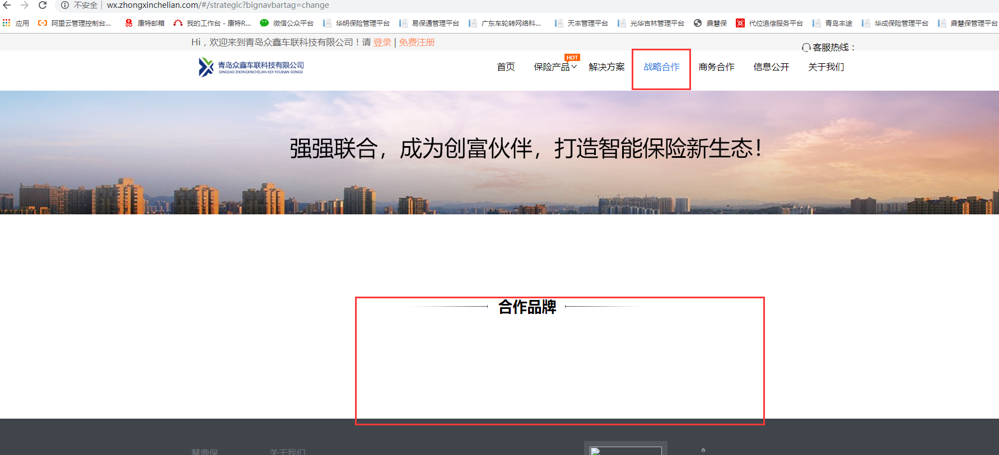 不安全 | wx.zhongxinchelian.com/#/strategic?bignavbartag=change
应用 阿里云管理控制台... 康特邮箱 我的工作台 - 康特R... 微信公众平台 华明保险管理平台 易保通管理平台 广东车轮转网络科... 天丰管理平台 光华吉林管理平台 鼎慧保 代位追偿服务平台 青岛丰途 华成保险管理平台 鼎慧保管理平台
Hi，欢迎来到青岛众鑫车联科技有限公司！请 登录 | 免费注册
客服热线：
HOT
青岛众鑫车联科技有限公司
QINGDAO ZHONGXINCHELIAN KEJI YOUXIAN GONGSI
首页 保险产品 解决方案 战略合作 商务合作 信息公开 关于我们
强强联合，成为创富伙伴，打造智能保险新生态！
合作品牌
慧鼎保 关于我们